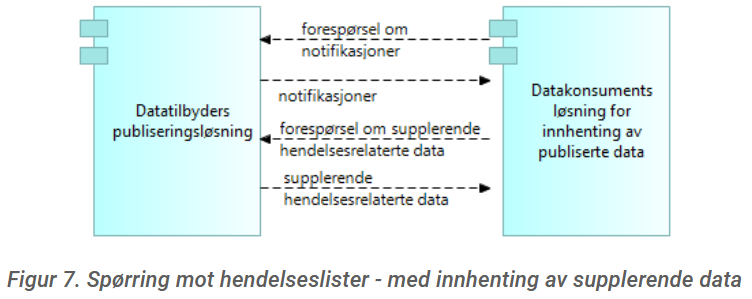 forespørsel om
notifikasjoner
notifikasjoner
forespørsel om supplerende
hendelsesrelaterte data
supplerende
hendelsesrelaterte data
Datatilbyders
publiseringsløsning
Datakonsuments
løsning for
innhenting av
publiserte data
Figur 7. Spørring mot hendelseslister - med innhenting av supplerende data